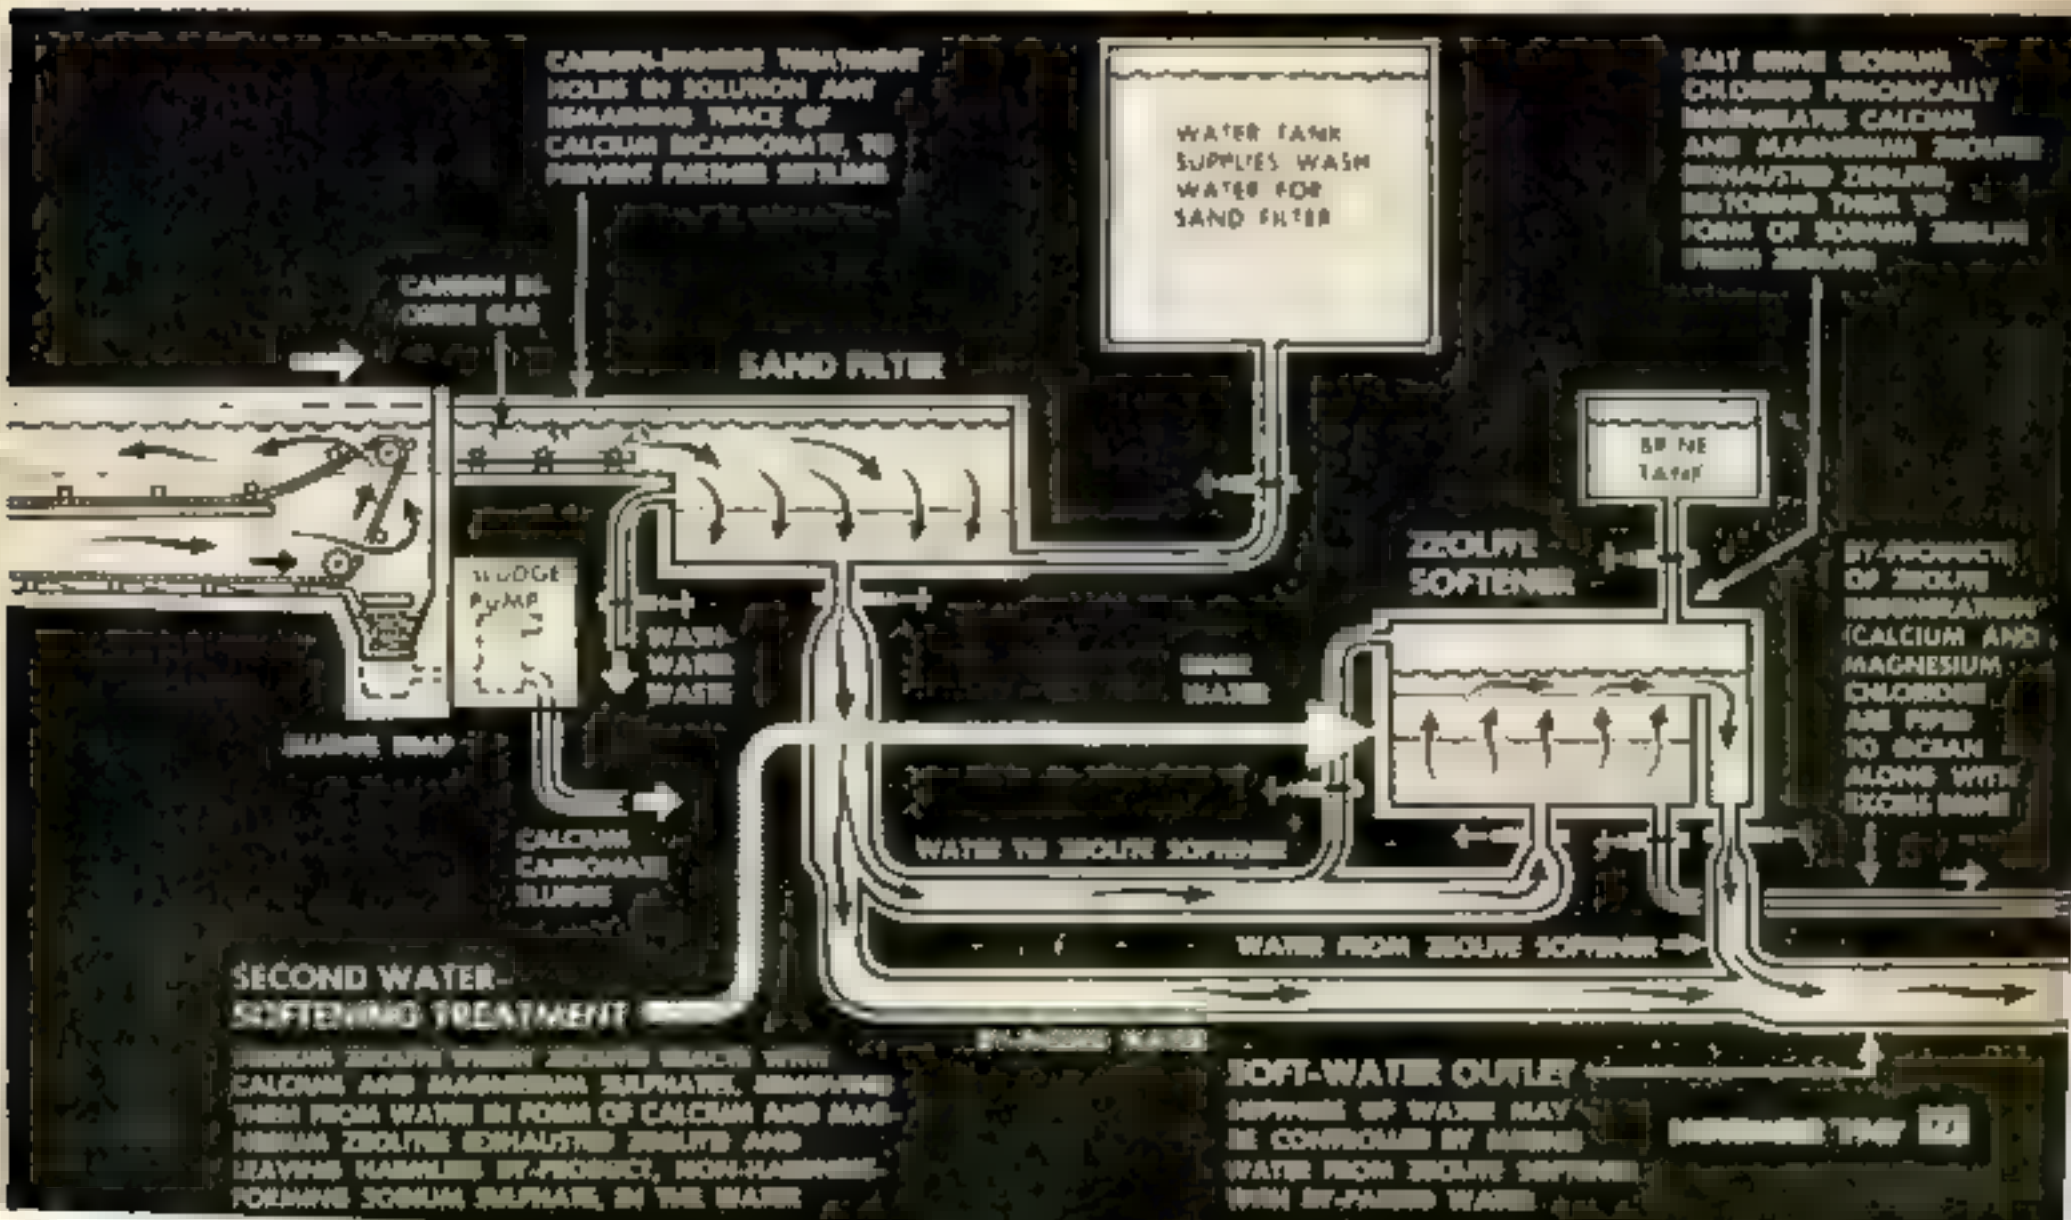 CARBON-DIOXIDE TREATMENT
HOLDS IN SOLUTION ANY
REMAINING TRACE OF
CALCIUM BICARBONATE, TO
PREVENT FURTHER SETTLING
WATER TANK
SUPPLIES WASH
WATER FOR
SAND FILTER
SALT BRINE SODIUM
CHLORIDE PERIODICALLY
CALCIUM
AND MAGNESIUM ZEOLITES
EXHAUSTED ZEOLITE,
RESTORING THEM TO
FORM OF SODIUM ZEOLITE
CARBON DI-
OXIDE GAS
SAND FILTER
BRINE
TANK
ZEOLITE
SOFTENER
SLUDGE
PUMP
WASH
WATER
WASTE
WATER
BY-PRODUCTS
OF ZEOLITE
(CALCIUM AND
MAGNESIUM
CHLORIDE
ARE PIPED
TO OCEAN
ALONG WITH
EXCESS
CALCIUM
CARBONATE
SLUDGE
WATER TO ZEOLITE SOFTENER
WATER FROM ZEOLITE SOFTENER
SECOND WATER-
SOFTENING TREATMENT
ZEOLITE REACTS WITH
CALCIUM AND MAGNESIUM SULPHATES, REMOVING
THEM FROM WATER IN FORM OF CALCIUM AND MAG-
NESIUM ZEOLITE EXHAUSTED ZEOLITE AND
LEAVING HARMLESS BY-PRODUCT, NON-HARDNESS-
FORMING SODIUM SULPHATE, IN THE WATER
BY-PASSED WATER
SOFT-WATER OUTLET
SOFTNESS OF WATER MAY
BE CONTROLLED BY MIXING
WATER FROM ZEOLITE SOFTENER
WITH BY-PASSED WATER